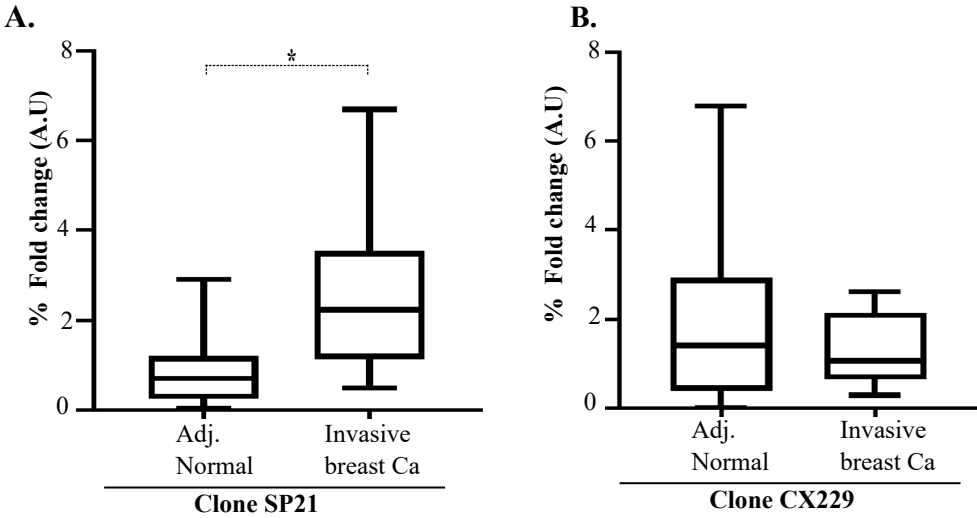 A.
8
6
4
2
0
% Fold change (A.U)
*
Adj.
Normal
Invasive
breast Ca
Clone SP21
B.
8
6
4
2
0
% Fold change (A.U)
Adj.
Normal
Invasive
breast Ca
Clone CX229